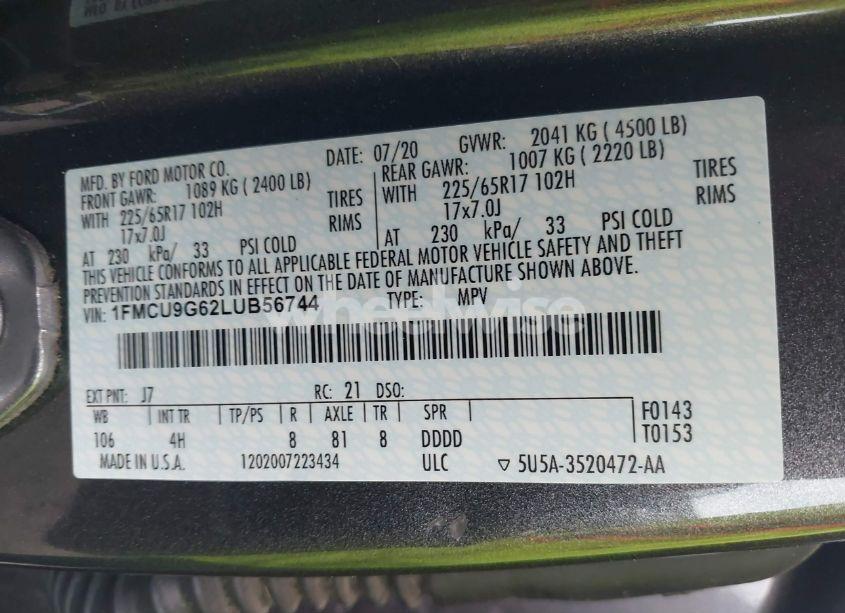 MFD. BY FORD MOTOR CO. DATE: 07/20 GVWR: 2041 KG ( 4500 LB)
FRONT GAWR: 1089 KG ( 2400 LB) REAR GAWR: 1007 KG ( 2220 LB)
WITH 225/65R17 102H TIRES WITH 225/65R17 102H TIRES
17x7.0J RIMS 17x7.0J RIMS
AT 230 kPa/ 33 PSI COLD AT 230 kPa/ 33 PSI COLD
THIS VEHICLE CONFORMS TO ALL APPLICABLE FEDERAL MOTOR VEHICLE SAFETY AND THEFT
PREVENTION STANDARDS IN EFFECT ON THE DATE OF MANUFACTURE SHOWN ABOVE.
VIN: 1FMCU9G62LUB56744 TYPE: MPV
wheelwise
EXT PNT: J7 RC: 21 DSO:
WB INT TR TP/PS R AXLE TR SPR F0143
106 4H 8 81 8 DDDD T0153
MADE IN U.S.A. 1202007223434 ULC ▽ 5U5A-3520472-AA